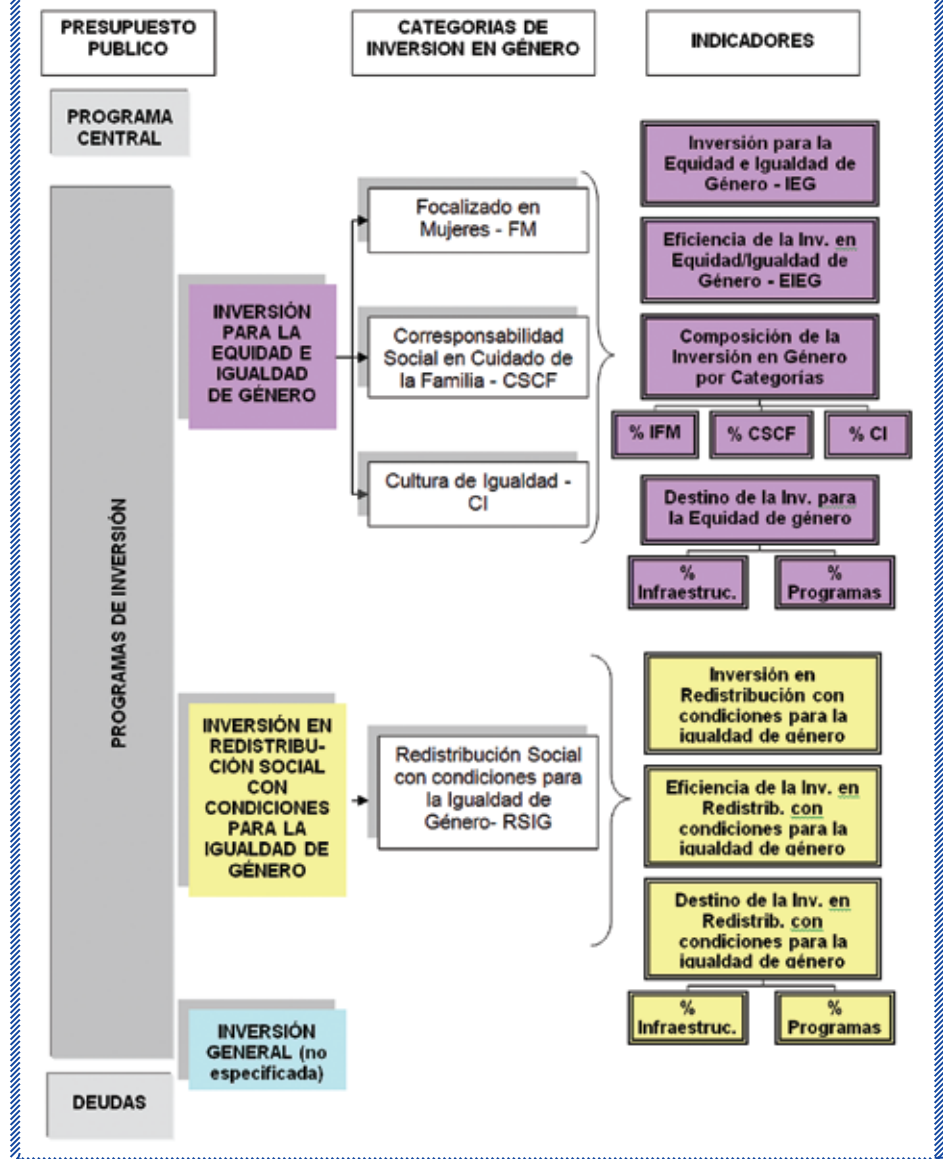 PRESUPUESTO
PUBLICO
CATEGORIAS DE
INVERSION EN GÉNERO
INDICADORES
PROGRAMA
CENTRAL
PROGRAMAS DE INVERSIÓN
INVERSIÓN
PARA LA
EQUIDAD E
IGUALDAD
DE GÉNERO
Focalizado en
Mujeres - FM
Corresponsabilidad
Social en Cuidado de
la Familia - CSCF
Cultura de Igualdad -
CI
Inversión para la
Equidad e Igualdad de
Género - IEG
Eficiencia de la Inv. en
Equidad/Igualdad de
Género - EIEG
Composición de la
Inversión en Género
por Categorías
% IFM
% CSCF
% CI
Destino de la Inv. para
la Equidad de género
%
Infraestruc.
%
Programas
INVERSIÓN EN
REDISTRIBU-
CIÓN SOCIAL
CON
CONDICIONES
PARA LA
IGUALDAD DE
GÉNERO
Redistribución Social
con condiciones para
la Igualdad de
Género- RSIG
Inversión en
Redistribución con
condiciones para la
igualdad de género
Eficiencia de la Inv. en
Redistrib. con
condiciones para la
igualdad de género
Destino de la Inv. en
Redistrib. con
condiciones para la
igualdad de género
%
Infraestruc.
%
Programas
INVERSIÓN
GENERAL (no
especificada)
DEUDAS